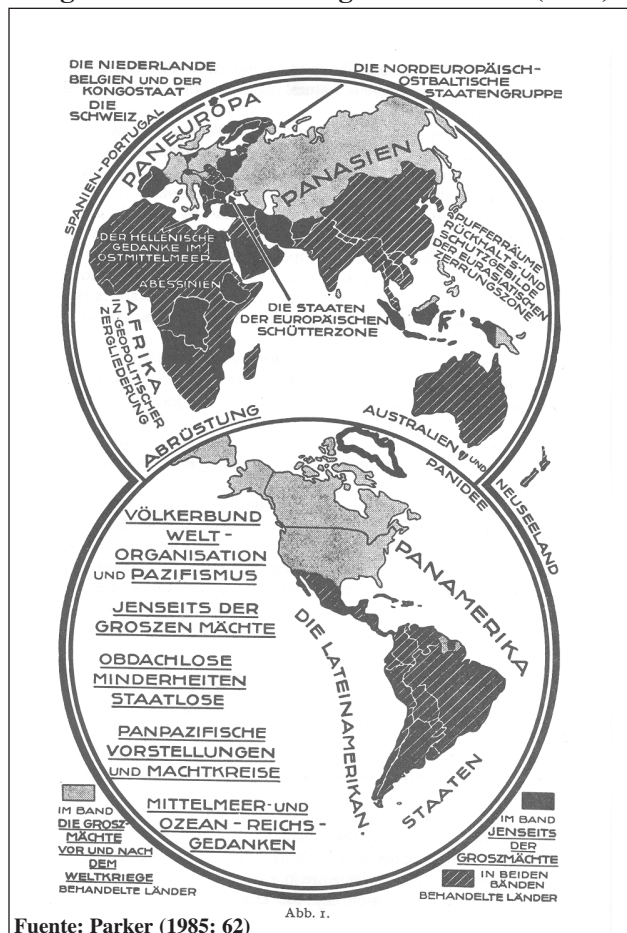 DIE NIEDERLANDE
BELGIEN UND DER
KONGOSTAAT
DIE
SCHWEIZ
DIE NORDEUROPÄISCH-
OSTBALTISCHE
STAATENGRUPPE
SPANIEN-PORTUGAL
PANEUROPA
PANASIEN
DER HELLENISCHE
GEDANKE IM
OSTMITTELMEER
ABESSINIEN
PUFFERRÄUME
RÜCKHALTS- UND
SCHUTZGEBILDE
DER EURASIATISCHEN
ZERRUNGSZONE
DIE STAATEN
DER EUROPÄISCHEN
SCHÜTTERZONE
AFRIKA
IN GEOPOLITISCHER
ZERGLIEDERUNG
ABRÜSTUNG
AUSTRALIEN UND
NEUSEELAND
PANIDEE
VÖLKERBUND
WELT-
ORGANISATION
UND PAZIFISMUS
JENSEITS DER
GROSZEN MÄCHTE
OBDACHLOSE
MINDERHEITEN
STAATLOSE
PANPAZIFISCHE
VORSTELLUNGEN
UND MACHTKREISE
MITTELMEER- UND
OZEAN-REICHS-
GEDANKEN
PANAMERIKA
DIE LATEINAMERIKAN.
STAATEN
IM BAND
DIE GROSZ-
MÄCHTE
VOR UND NACH
DEM
WELTKRIEGE
BEHANDELTE LÄNDER
IM BAND
JENSEITS
DER
GROSZMÄCHTE
IN BEIDEN
BÄNDEN
BEHANDELTE LÄNDER
Abb. 1.
Fuente: Parker (1985: 62)